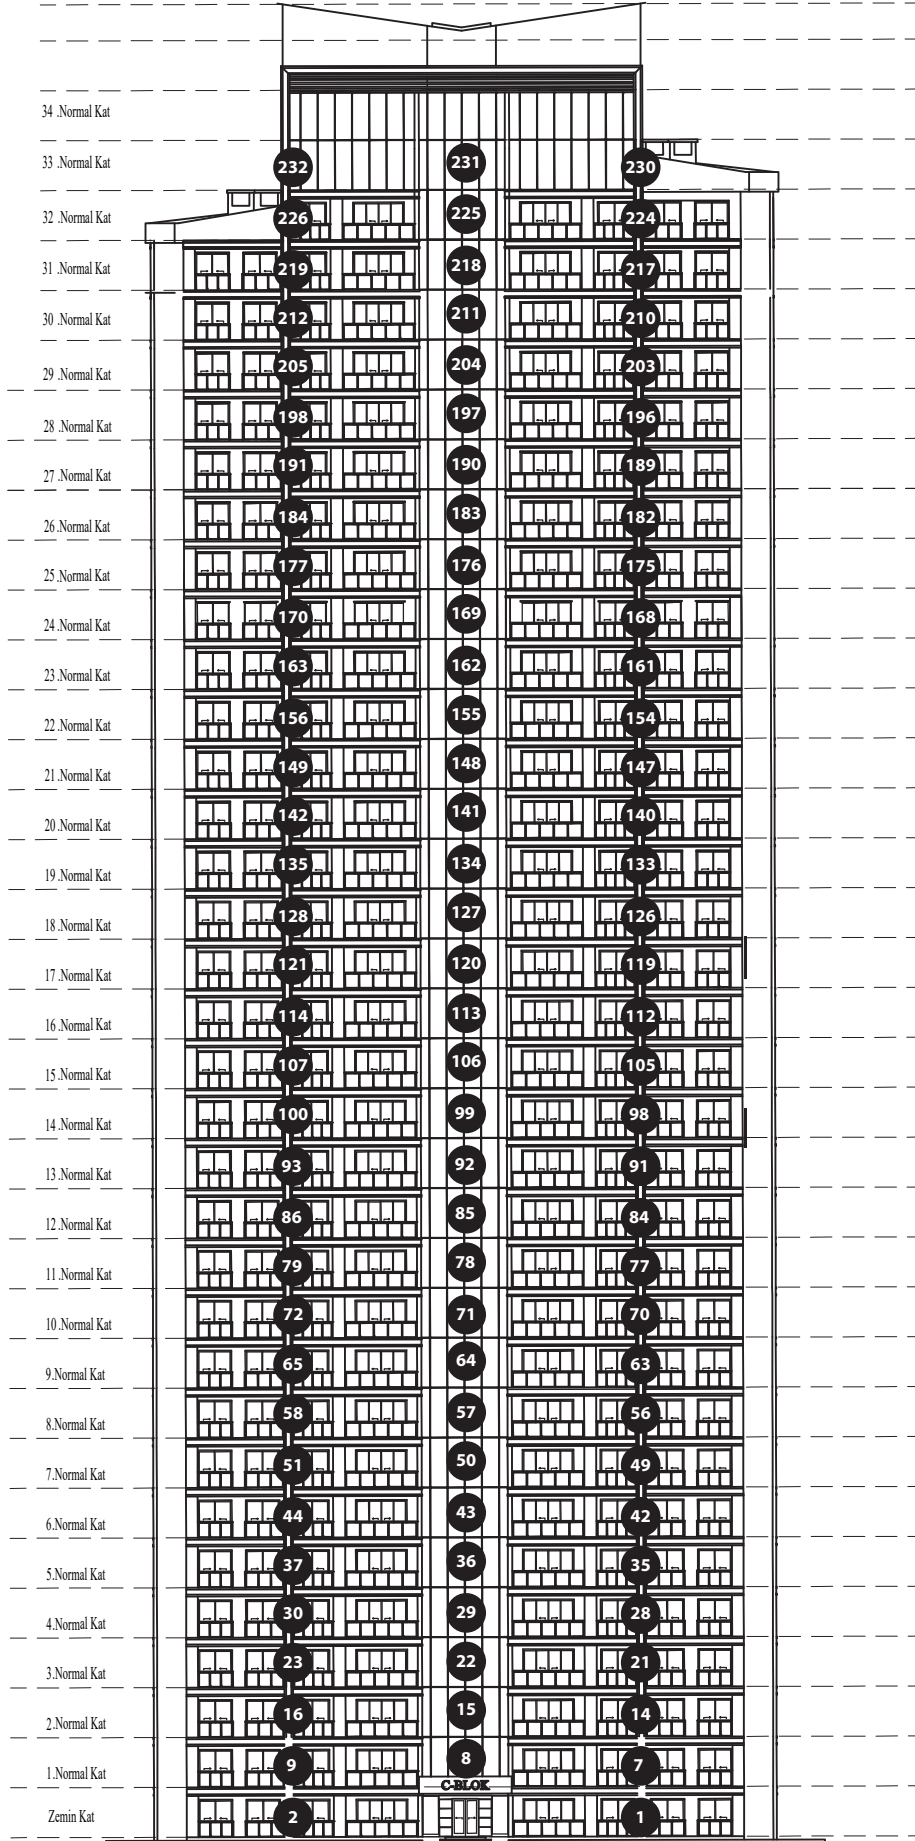 34 .Normal Kat
33 .Normal Kat 232 231 230
32 .Normal Kat 226 225 224
31 .Normal Kat 219 218 217
30 .Normal Kat 212 211 210
29 .Normal Kat 205 204 203
28 .Normal Kat 198 197 196
27 .Normal Kat 191 190 189
26 .Normal Kat 184 183 182
25 .Normal Kat 177 176 175
24 .Normal Kat 170 169 168
23 .Normal Kat 163 162 161
22 .Normal Kat 156 155 154
21 .Normal Kat 149 148 147
20 .Normal Kat 142 141 140
19 .Normal Kat 135 134 133
18 .Normal Kat 128 127 126
17 .Normal Kat 121 120 119
16 .Normal Kat 114 113 112
15 .Normal Kat 107 106 105
14 .Normal Kat 100 99 98
13 .Normal Kat 93 92 91
12 .Normal Kat 86 85 84
11 .Normal Kat 79 78 77
10 .Normal Kat 72 71 70
9.Normal Kat 65 64 63
8.Normal Kat 58 57 56
7.Normal Kat 51 50 49
6.Normal Kat 44 43 42
5.Normal Kat 37 36 35
4.Normal Kat 30 29 28
3.Normal Kat 23 22 21
2.Normal Kat 16 15 14
1.Normal Kat 9 8 7
C-BLOK
Zemin Kat 2 1